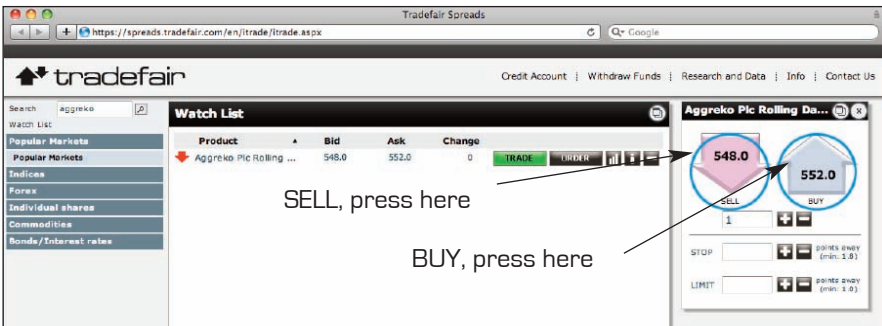 Tradefair Spreads
https://spreads.tradefair.com/en/itrade/itrade.aspx
Google
tradefair
Credit Account | Withdraw Funds | Research and Data | Info | Contact Us
Search aggreko
Watch List
Popular Markets
Popular Markets
Indices
Forex
Individual shares
Commodities
Bonds/Interest rates
Watch List
Product Bid Ask Change
Aggreko Plc Rolling ... 548.0 552.0 0 TRADE ORDER
Aggreko Plc Rolling Da...
548.0
552.0
SELL BUY
1
STOP points away
(min: 1.0)
LIMIT points away
(min: 1.0)
SELL, press here
BUY, press here